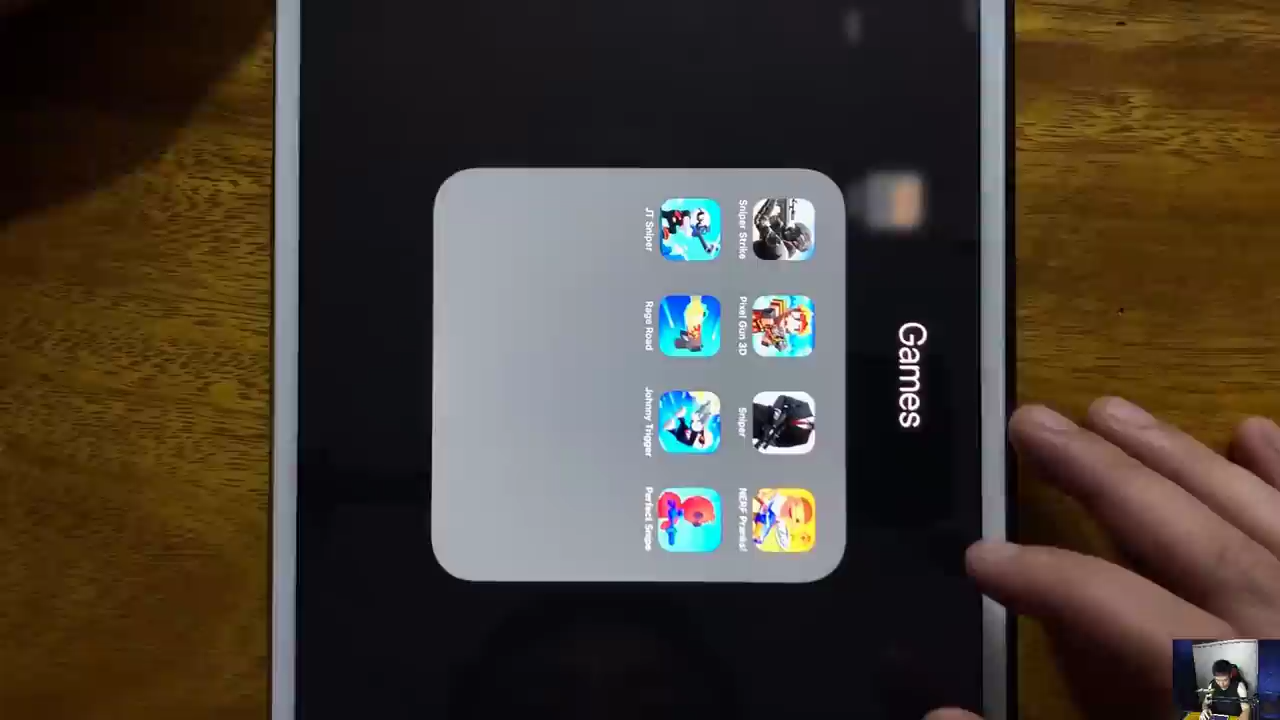 Games
Sniper Strike
Pixel Gun 3D
Sniper
NERF Pranks!
JT Sniper
Rage Road
Johnny Trigger
Perfect Snipe